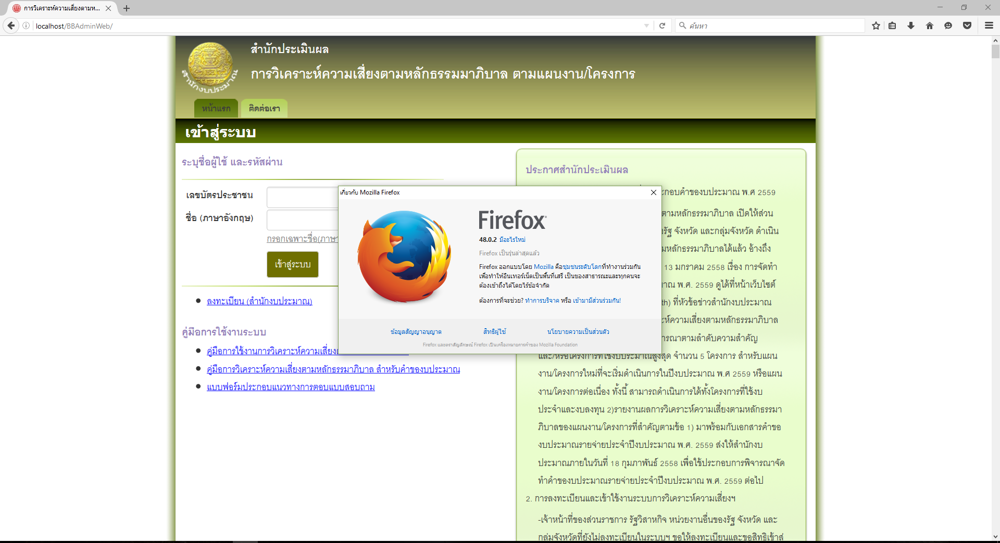 การวิเคราะห์ความเสี่ยงตามห...
localhost/BBAdminWeb/
ค้นหา
สำนักงบประมาณ
สำนักประเมินผล
การวิเคราะห์ความเสี่ยงตามหลักธรรมมาภิบาล ตามแผนงาน/โครงการ
หน้าแรก
ติดต่อเรา
เข้าสู่ระบบ
ระบุชื่อผู้ใช้ และรหัสผ่าน
เลขบัตรประชาชน
ชื่อ (ภาษาอังกฤษ)
กรอกเฉพาะชื่อ(ภาษา
เข้าสู่ระบบ
ลงทะเบียน (สำนักงบประมาณ)
คู่มือการใช้งานระบบ
คู่มือการใช้งานการวิเคราะห์ความเสี่ยง
คู่มือการวิเคราะห์ความเสี่ยงตามหลักธรรมาภิบาล สำหรับคำของบประมาณ
แบบฟอร์มประกอบแนวทางการตอบแบบสอบถาม
เกี่ยวกับ Mozilla Firefox
Firefox
48.0.2 มีอะไรใหม่
Firefox เป็นรุ่นล่าสุดแล้ว
Firefox ออกแบบโดย Mozilla คือชุมชนระดับโลกที่ทำงานร่วมกัน
เพื่อทำให้อินเทอร์เน็ตเป็นพื้นที่เสรี เป็นของสาธารณะและทุกคนจะ
ต้องเข้าถึงได้โดยไร้ข้อจำกัด
ต้องการที่จะช่วย? ทำการบริจาค หรือ เข้ามามีส่วนร่วมกัน!
ข้อมูลสัญญาอนุญาต
สิทธิผู้ใช้
นโยบายความเป็นส่วนตัว
Firefox และตราสัญลักษณ์ Firefox เป็นเครื่องหมายการค้าของ Mozilla Foundation
ประกาศสำนักประเมินผล
ะกอบคำของบประมาณ พ.ศ 2559
ตามหลักธรรมาภิบาล เปิดให้ส่วน
งรัฐ จังหวัด และกลุ่มจังหวัด ดำเนิน
มหลักธรรมาภิบาลได้แล้ว อ้างถึง
13 มกราคม 2558 เรื่อง การจัดทำ
าณ พ.ศ. 2559 ดูได้ที่หน้าเว็บไซต์
th) ที่หัวข้อข่าวสำนักงบประมาณ
ะห์ความเสี่ยงตามหลักธรรมาภิบาล
ารณาตามลำดับความสำคัญ
และ/หรือโครงการที่ใช้งบประมาณสูงสุด จำนวน 5 โครงการ สำหรับแผน
งาน/โครงการใหม่ที่จะเริ่มดำเนินการในปีงบประมาณ พ.ศ 2559 หรือแผน
งาน/โครงการต่อเนื่อง ทั้งนี้ สามารถดำเนินการได้ทั้งโครงการที่ใช้งบ
ประจำและงบลงทุน 2)รายงานผลการวิเคราะห์ความเสี่ยงตามหลักธรรมา
ภิบาลของแผนงาน/โครงการที่สำคัญตามข้อ 1) มาพร้อมกับเอกสารคำขอ
งบประมาณรายจ่ายประจำปีงบประมาณ พ.ศ. 2559 ส่งให้สำนักงบ
ประมาณภายในวันที่ 18 กุมภาพันธ์ 2558 เพื่อใช้ประกอบการพิจารณาจัด
ทำคำของบประมาณรายจ่ายประจำปีงบประมาณ พ.ศ. 2559 ต่อไป
2. การลงทะเบียนและเข้าใช้งานระบบการวิเคราะห์ความเสี่ยงฯ
-เจ้าหน้าที่ของส่วนราชการ รัฐวิสาหกิจ หน่วยงานอื่นของรัฐ จังหวัด และ
กลุ่มจังหวัดที่ยังไม่ลงทะเบียนในระบบฯ ขอให้ลงทะเบียนและขอสิทธิเข้าสู่